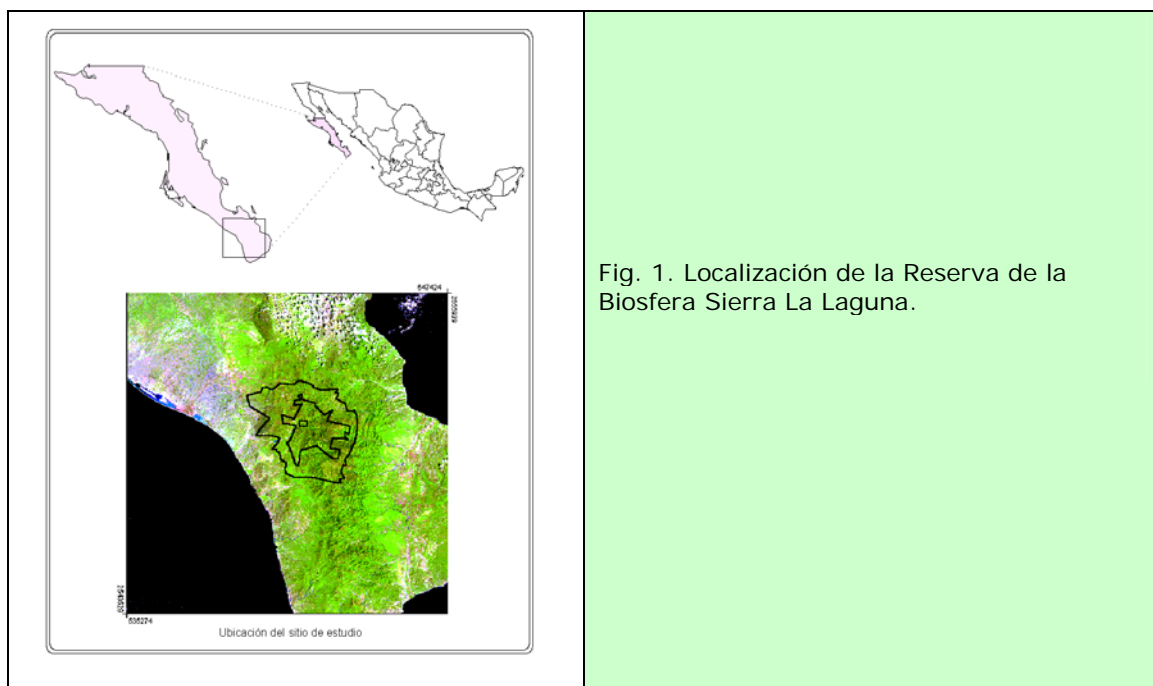 642424
Fig. 1. Localización de la Reserva de la
Biosfera Sierra La Laguna.
535274
Ubicación del sitio de estudio